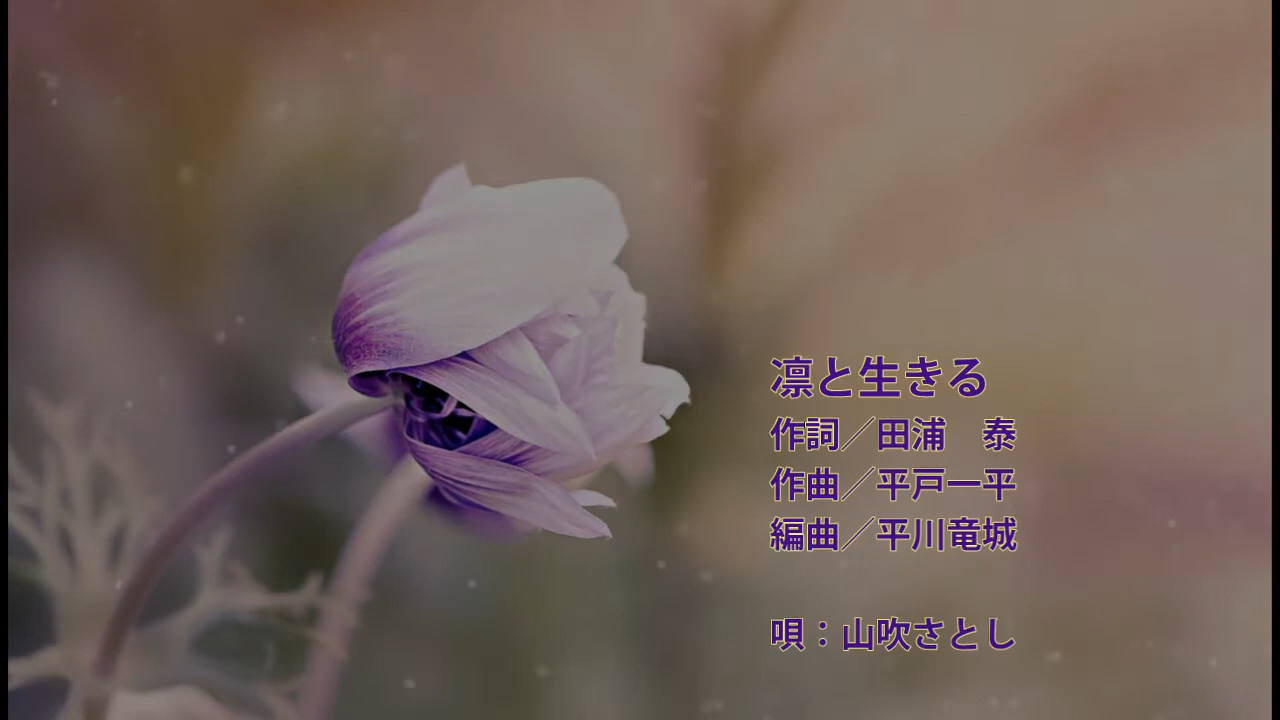 凛と生きる
作詞／田浦　泰
作曲／平戸一平
編曲／平川竜城
唄：山吹さとし